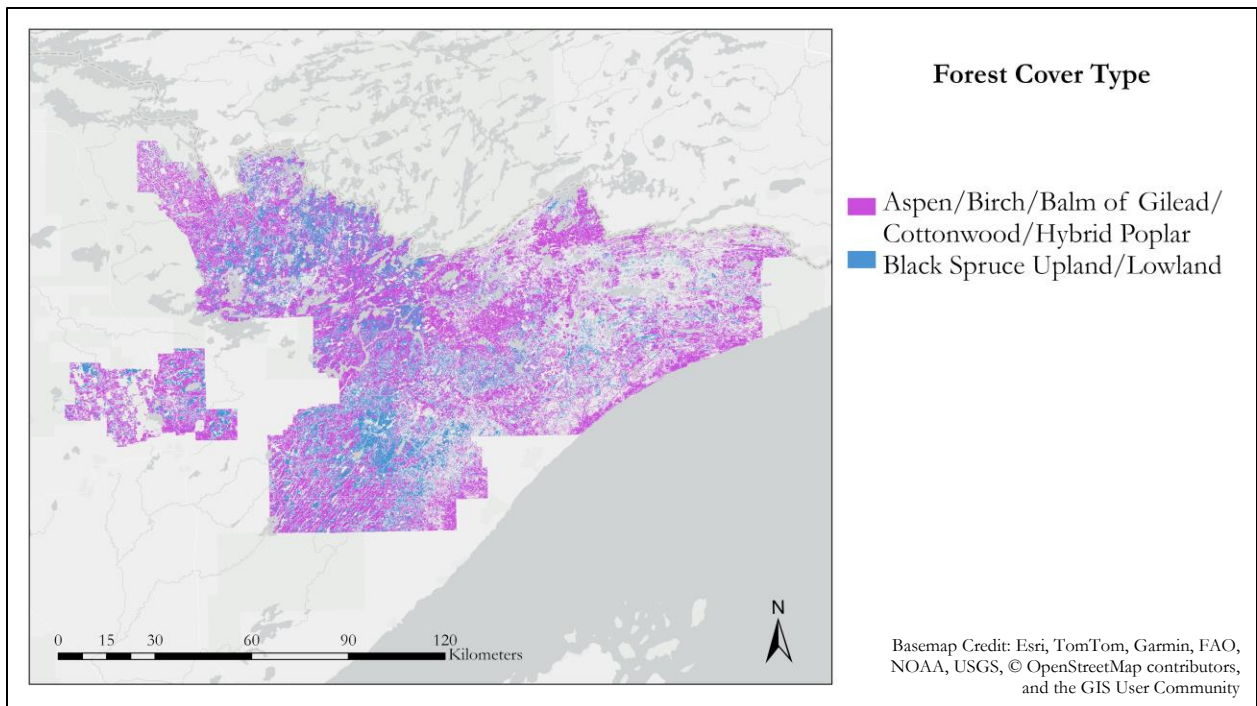 Forest Cover Type
Aspen/Birch/Balm of Gilead/
Cottonwood/Hybrid Poplar
Black Spruce Upland/Lowland
N
0 15 30 60 90 120
Kilometers
Basemap Credit: Esri, TomTom, Garmin, FAO,
NOAA, USGS, © OpenStreetMap contributors,
and the GIS User Community